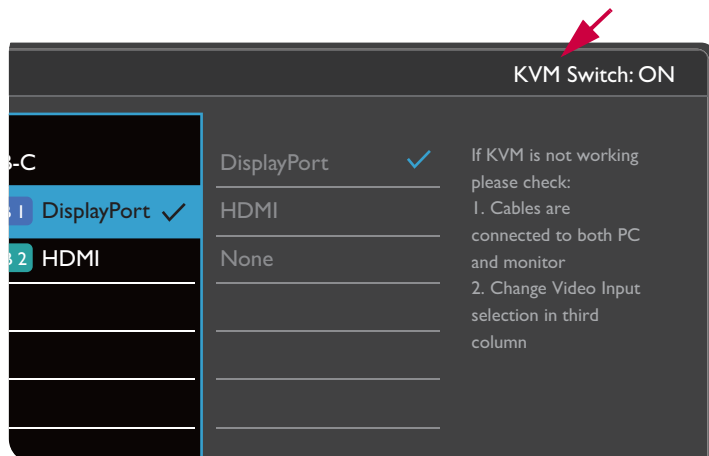 KVM Switch: ON
-C
1 DisplayPort
2 HDMI
DisplayPort
HDMI
None
If KVM is not working
please check:
1. Cables are
connected to both PC
and monitor
2. Change Video Input
selection in third
column